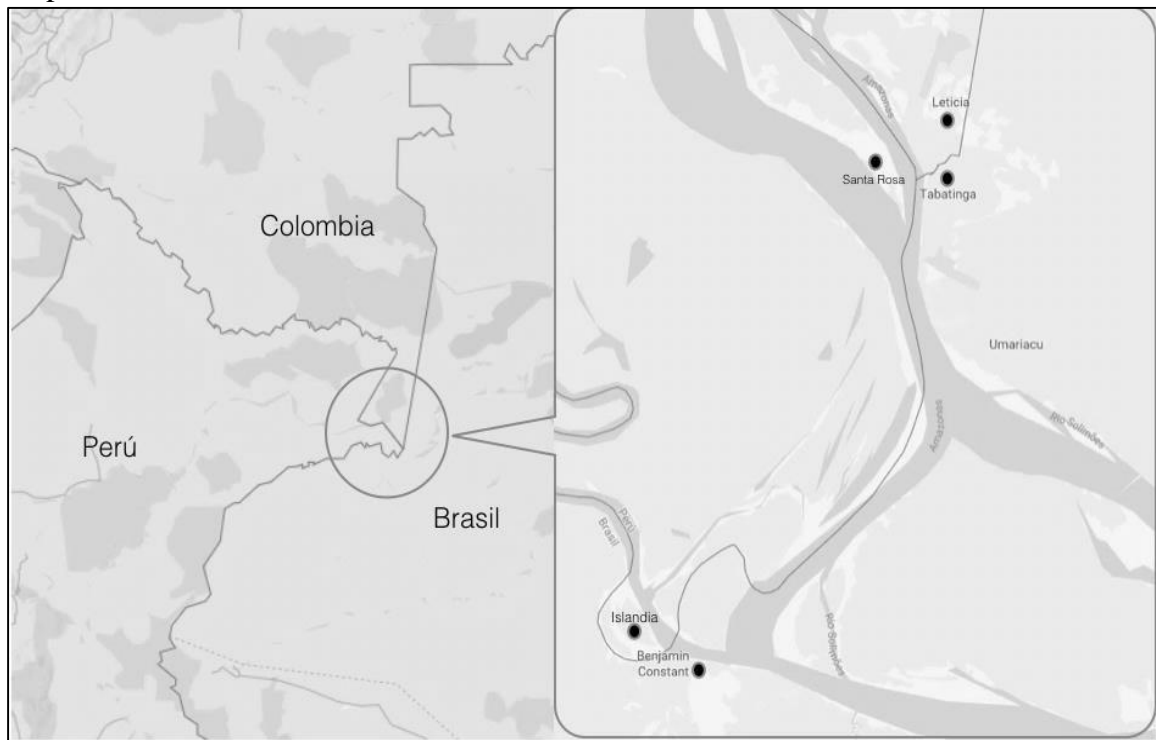 Colombia
Perú
Brasil
Amazonas
Leticia
Santa Rosa
Tabatinga
Umariacu
Amazonas
Rio Solimões
Perú
Brasil
Islandia
Benjamin
Constant
Rio Solimões